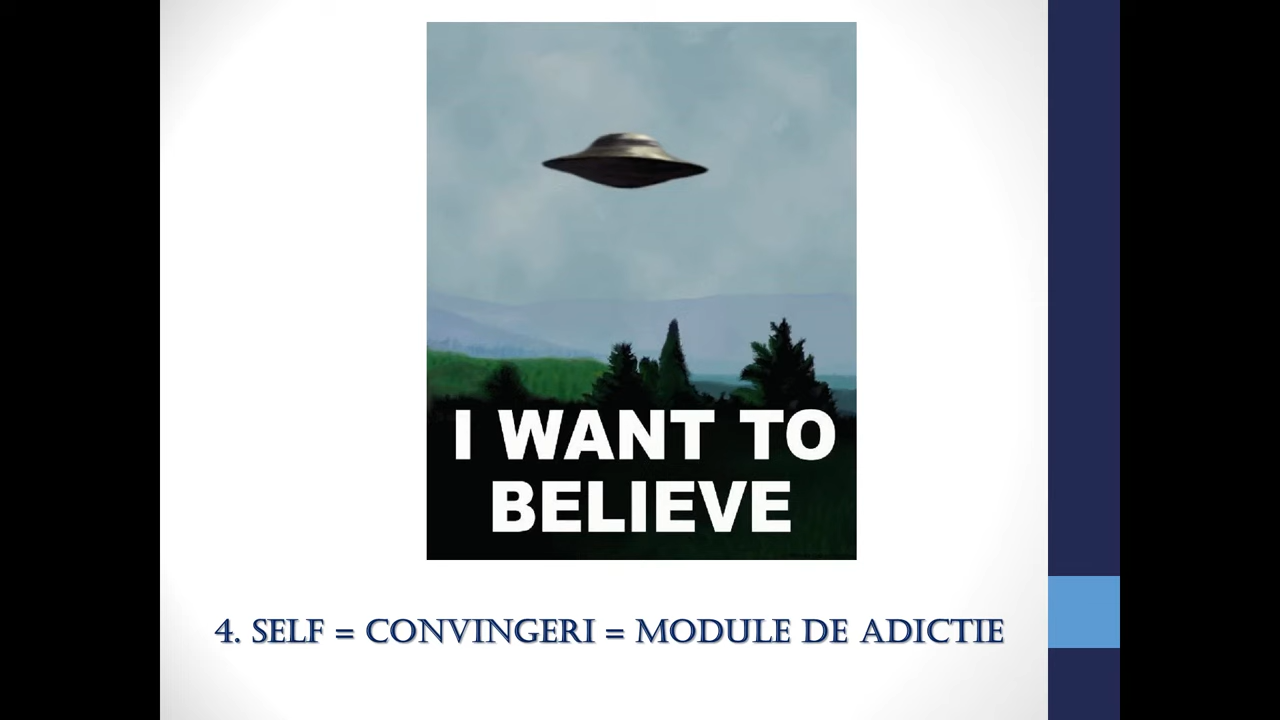 I WANT TO
BELIEVE
4. SELF = CONVINGERI = MODULE DE ADICTIE